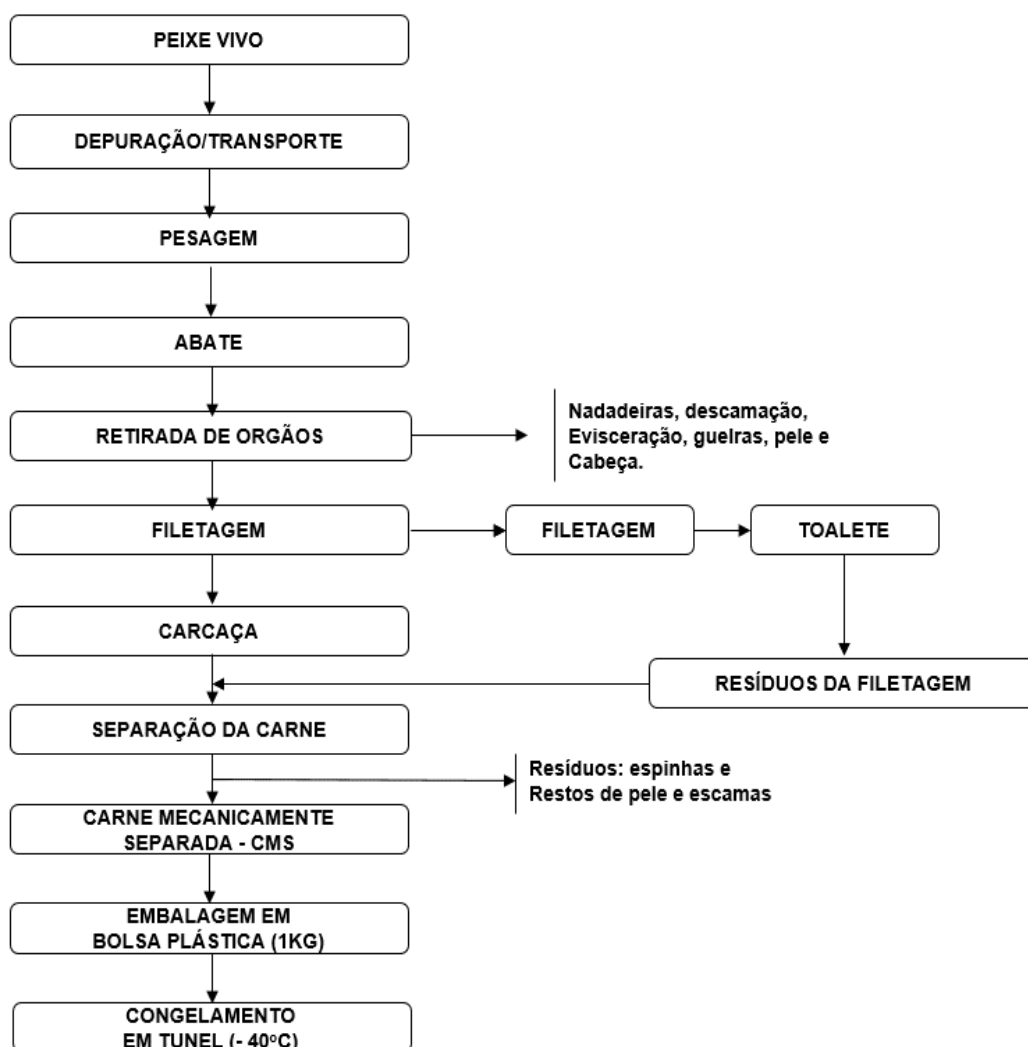 PEIXE VIVO
DEPURAÇÃO/TRANSPORTE
PESAGEM
ABATE
RETIRADA DE ORGÃOS
Nadadeiras, descamação,
Evisceração, guelras, pele e
Cabeça.
FILETAGEM
FILETAGEM
TOALETE
CARCAÇA
RESÍDUOS DA FILETAGEM
SEPARAÇÃO DA CARNE
Resíduos: espinhas e
Restos de pele e escamas
CARNE MECANICAMENTE
SEPARADA - CMS
EMBALAGEM EM
BOLSA PLÁSTICA (1KG)
CONGELAMENTO
EM TUNEL (- 40ºC)